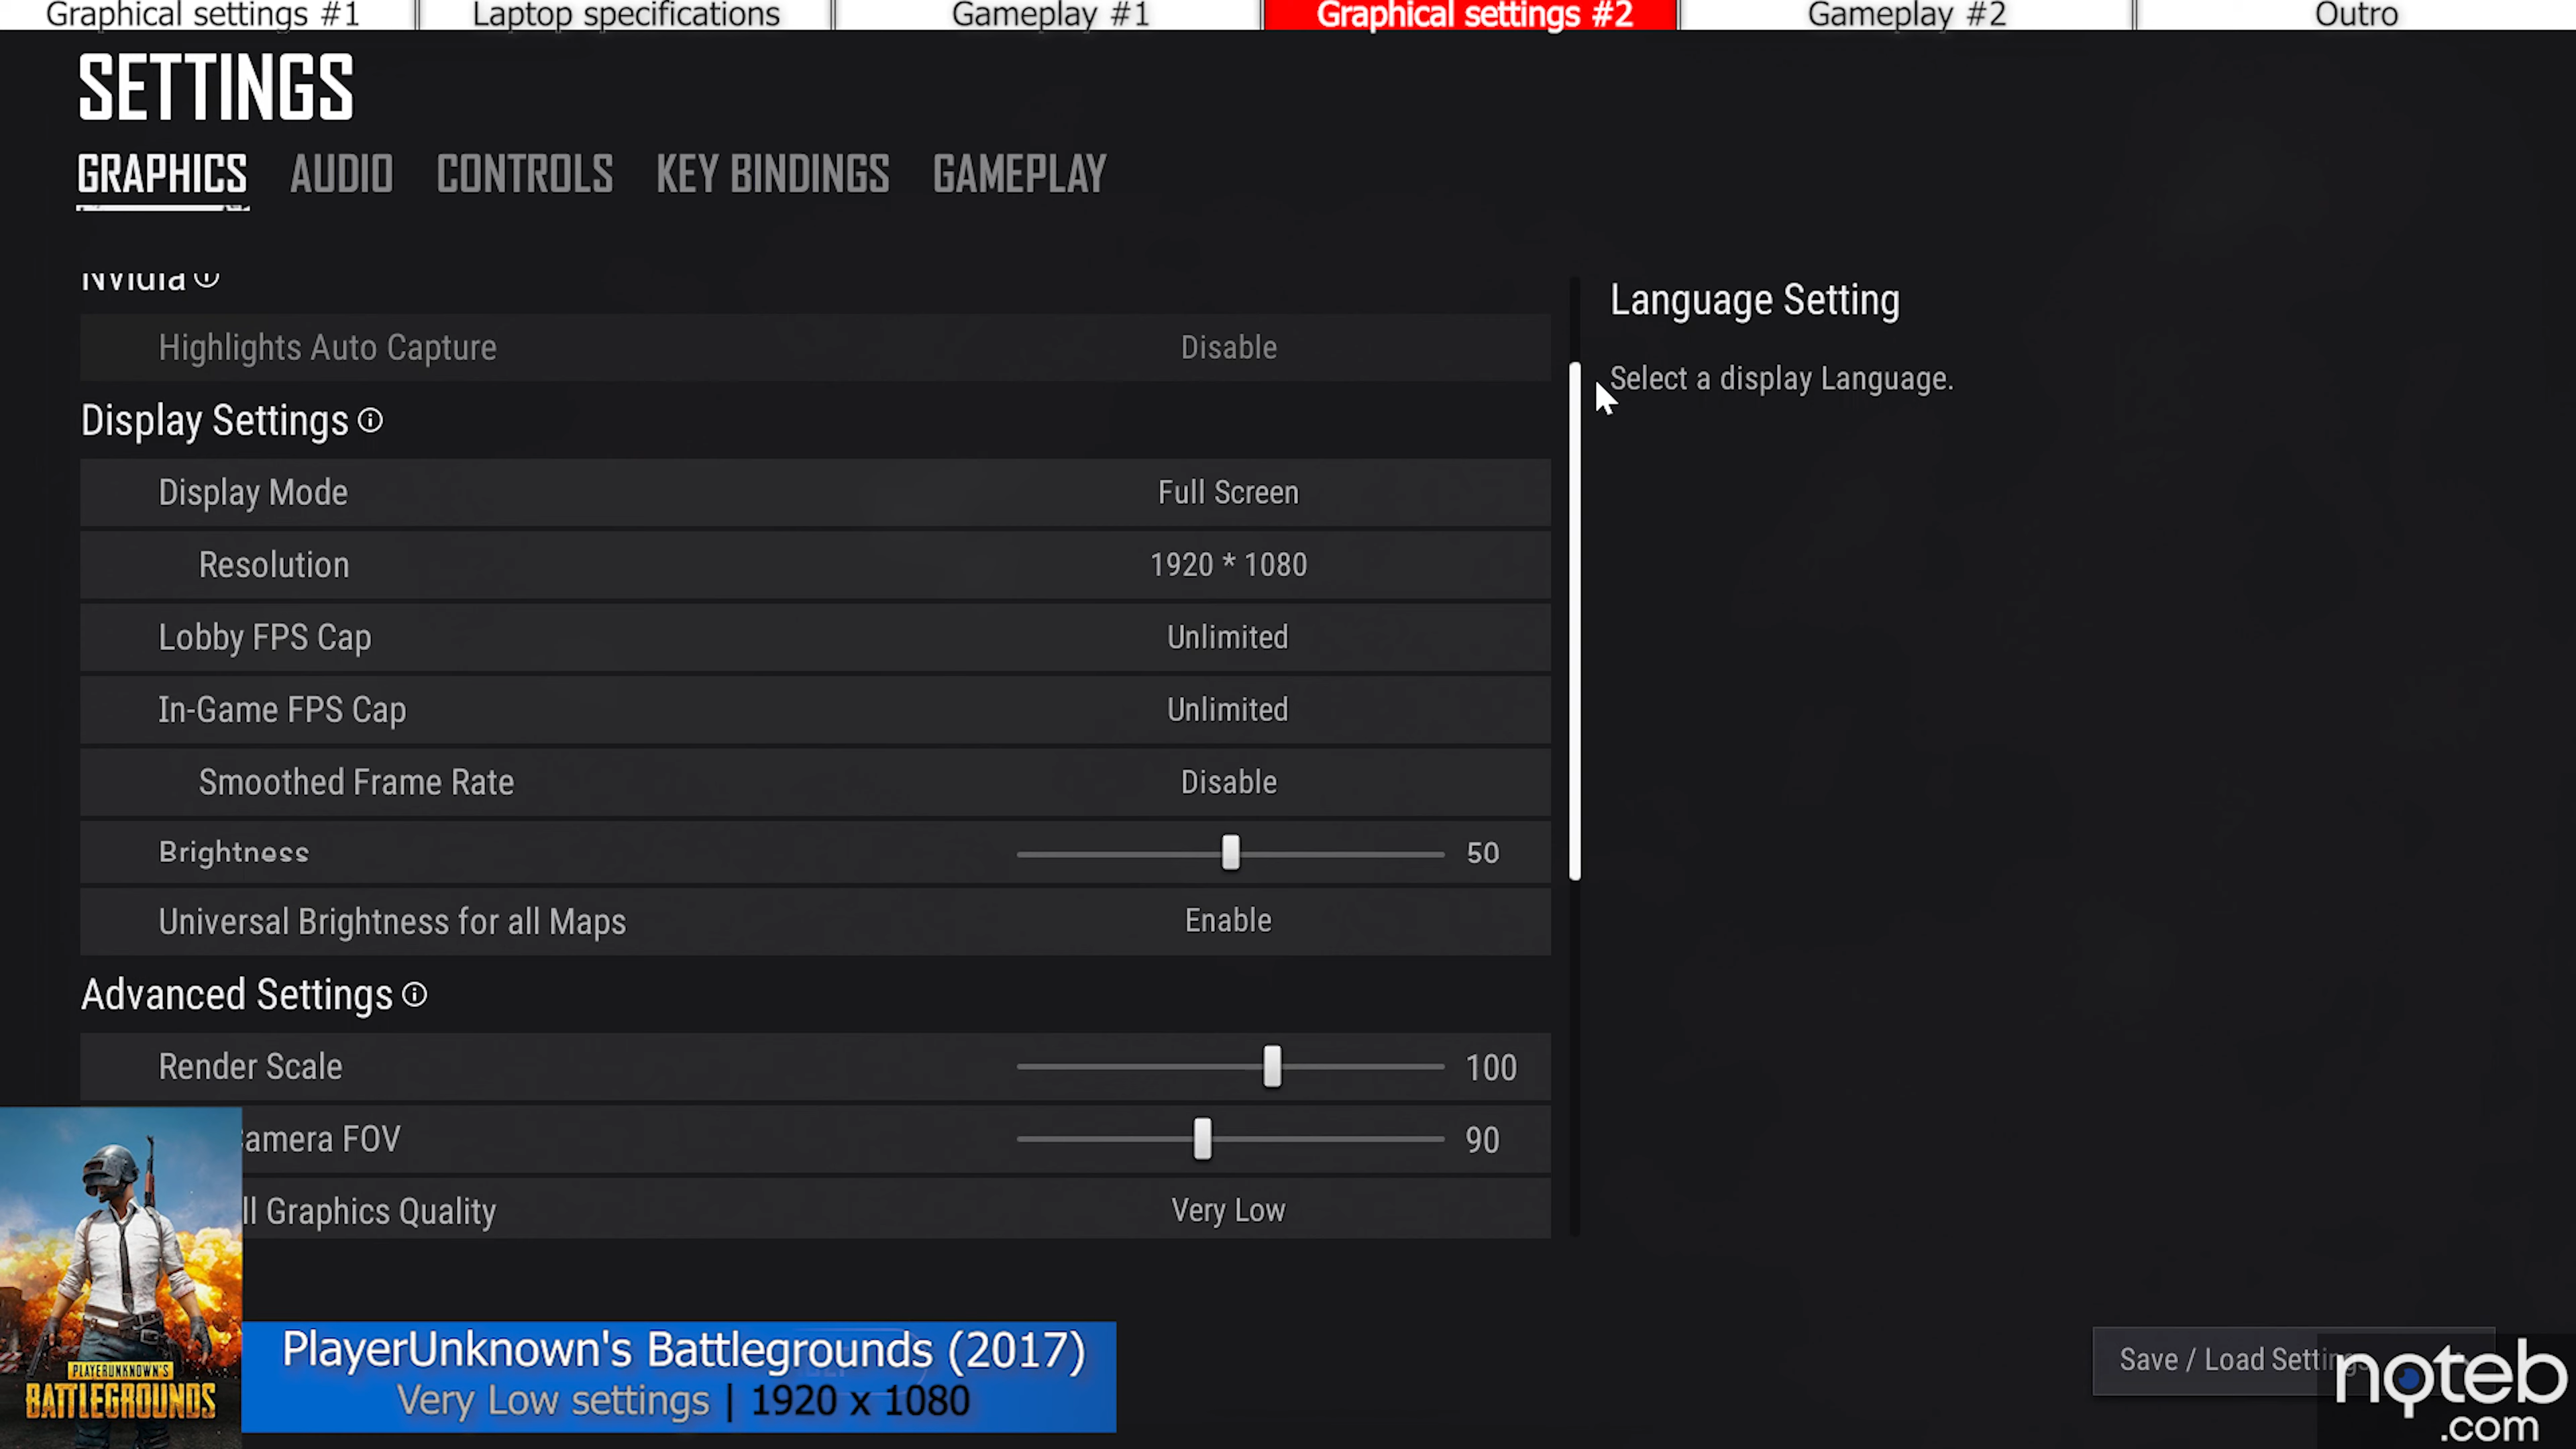 Graphical settings #1 Laptop specifications Gameplay #1 Graphical settings #2 Gameplay #2 Outro
SETTINGS
GRAPHICS AUDIO CONTROLS KEY BINDINGS GAMEPLAY
Nvidia
Highlights Auto Capture Disable
Display Settings
Display Mode Full Screen
Resolution 1920 * 1080
Lobby FPS Cap Unlimited
In-Game FPS Cap Unlimited
Smoothed Frame Rate Disable
Brightness 50
Universal Brightness for all Maps Enable
Advanced Settings
Render Scale 100
amera FOV 90
ll Graphics Quality Very Low
Language Setting
Select a display Language.
PLAYERUNKNOWN'S
BATTLEGROUNDS
PlayerUnknown's Battlegrounds (2017)
Very Low settings | 1920 x 1080
Save / Load Settings
noteb
.com